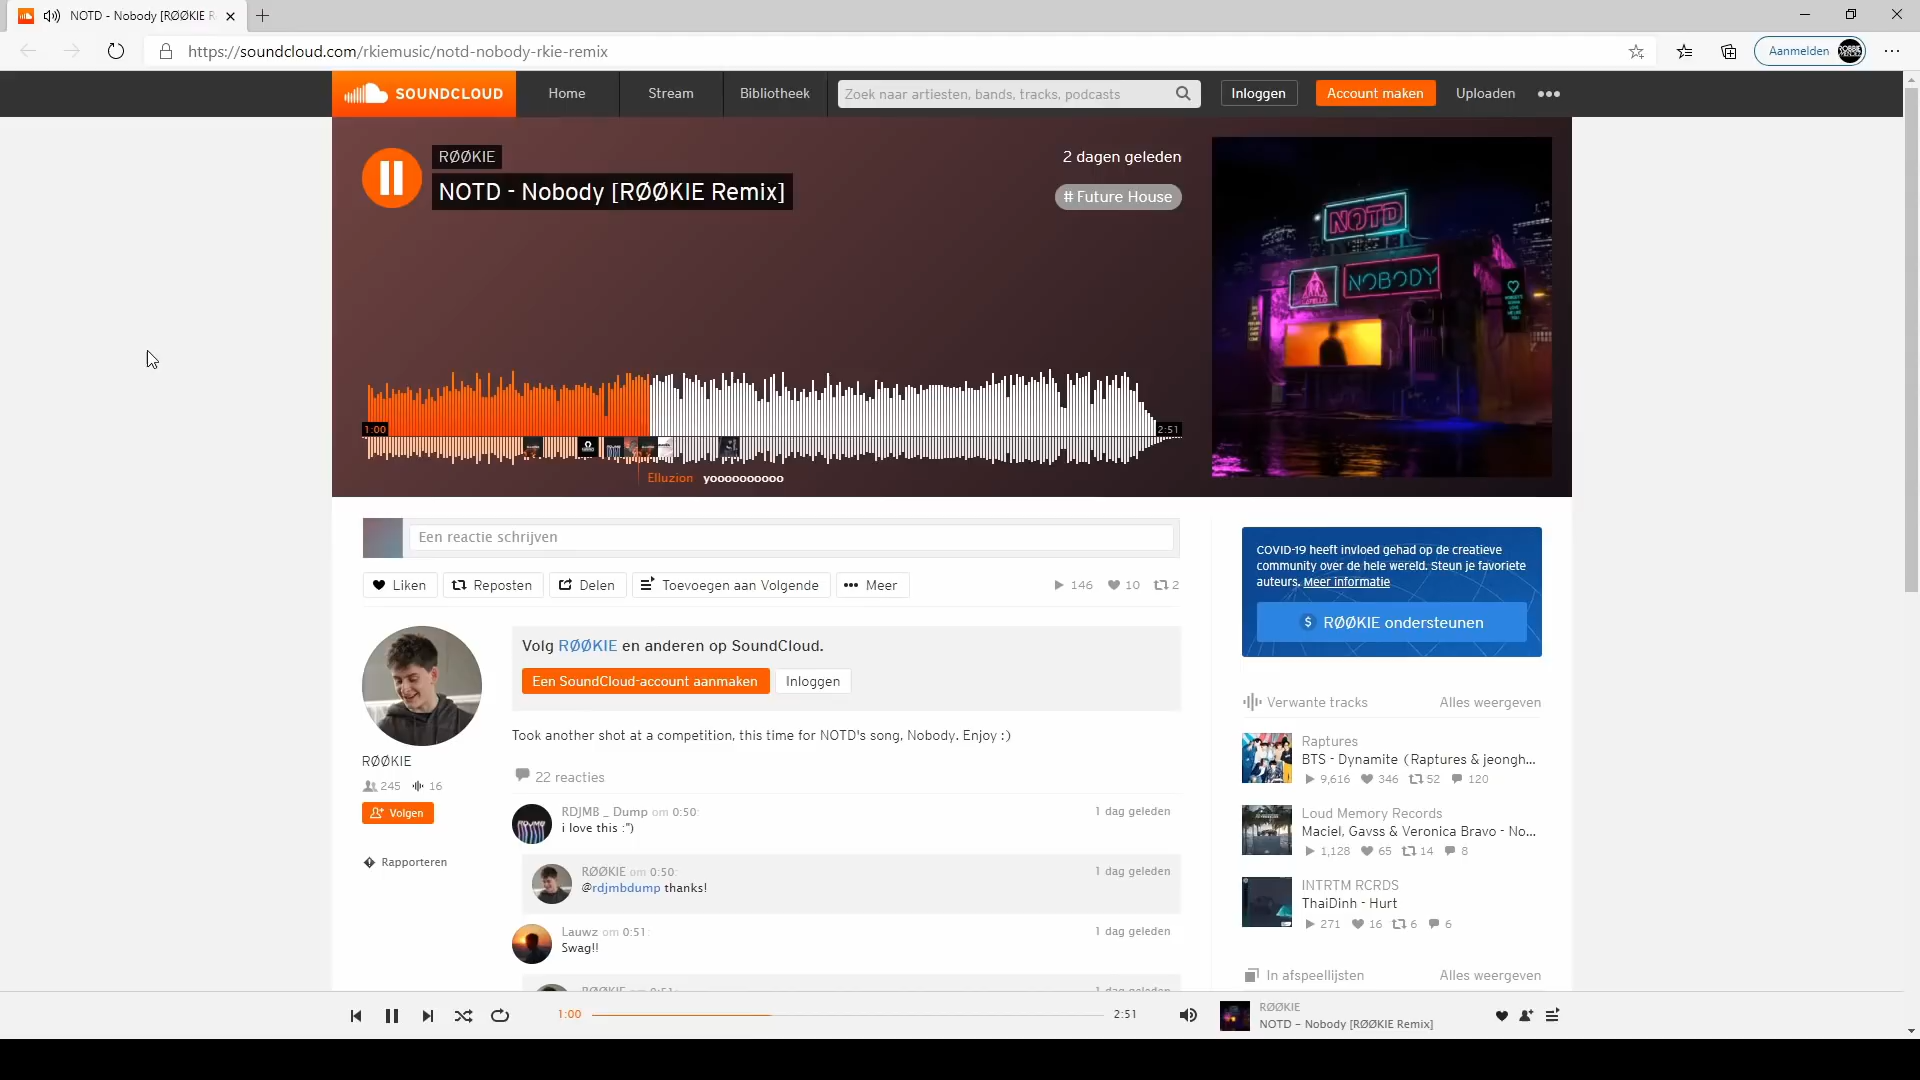 NOTD - Nobody [RØØKIE R
https://soundcloud.com/rkiemusic/notd-nobody-rkie-remix
Aanmelden
SOUNDCLOUD
Home
Stream
Bibliotheek
Zoek naar artiesten, bands, tracks, podcasts
Inloggen
Account maken
Uploaden
RØØKIE
NOTD - Nobody [RØØKIE Remix]
2 dagen geleden
# Future House
NOTD
NOBODY
1:00
2:51
Elluzion yoooooooooo
Een reactie schrijven
Liken
Reposten
Delen
Toevoegen aan Volgende
Meer
146
10
2
COVID-19 heeft invloed gehad op de creatieve
community over de hele wereld. Steun je favoriete
auteurs. Meer informatie
$ RØØKIE ondersteunen
Volg RØØKIE en anderen op SoundCloud.
Een SoundCloud-account aanmaken
Inloggen
RØØKIE
245
16
Volgen
Rapporteren
Took another shot at a competition, this time for NOTD's song, Nobody. Enjoy :)
22 reacties
RDJMB _ Dump om 0:50:
1 dag geleden
i love this :")
RØØKIE om 0:50:
1 dag geleden
@rdjmbdump thanks!
Lauwz om 0:51:
1 dag geleden
Swag!!
RØØKIE om 0:51:
1 dag geleden
Verwante tracks
Alles weergeven
Raptures
BTS - Dynamite (Raptures & jeongh...
9,616
346
52
120
Loud Memory Records
Maciel, Gavss & Veronica Bravo - No...
1,128
65
14
8
INTRTM RCRDS
ThaiDinh - Hurt
271
16
6
6
In afspeellijsten
Alles weergeven
1:00
2:51
RØØKIE
NOTD – Nobody [RØØKIE Remix]